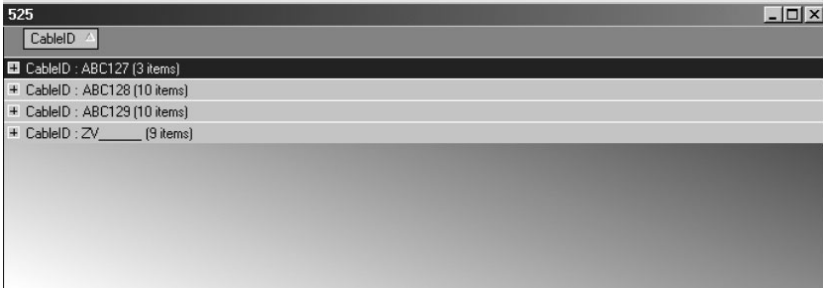 525
CableID
CableID : ABC127 (3 items)
CableID : ABC128 (10 items)
CableID : ABC129 (10 items)
CableID : ZV______ (9 items)